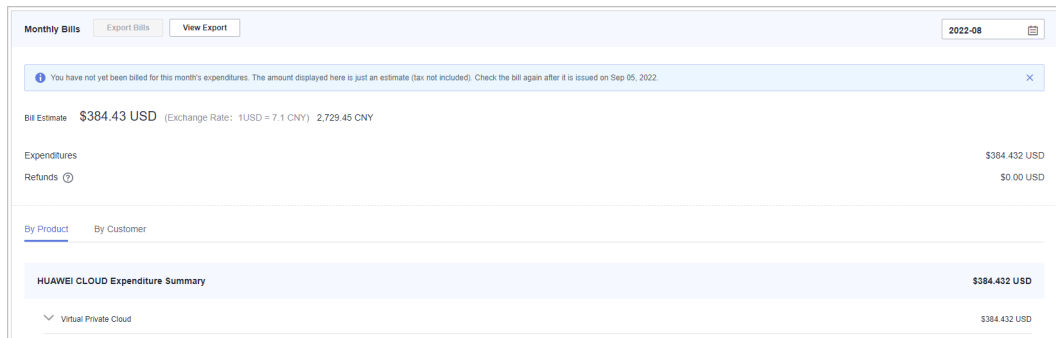 Monthly Bills Export Bills View Export 2022-08
You have not yet been billed for this month's expenditures. The amount displayed here is just an estimate (tax not included). Check the bill again after it is issued on Sep 05, 2022.
Bill Estimate $384.43 USD (Exchange Rate: 1USD = 7.1 CNY) 2,729.45 CNY
Expenditures $384.432 USD
Refunds $0.00 USD
By Product By Customer
HUAWEI CLOUD Expenditure Summary $384.432 USD
Virtual Private Cloud $384.432 USD